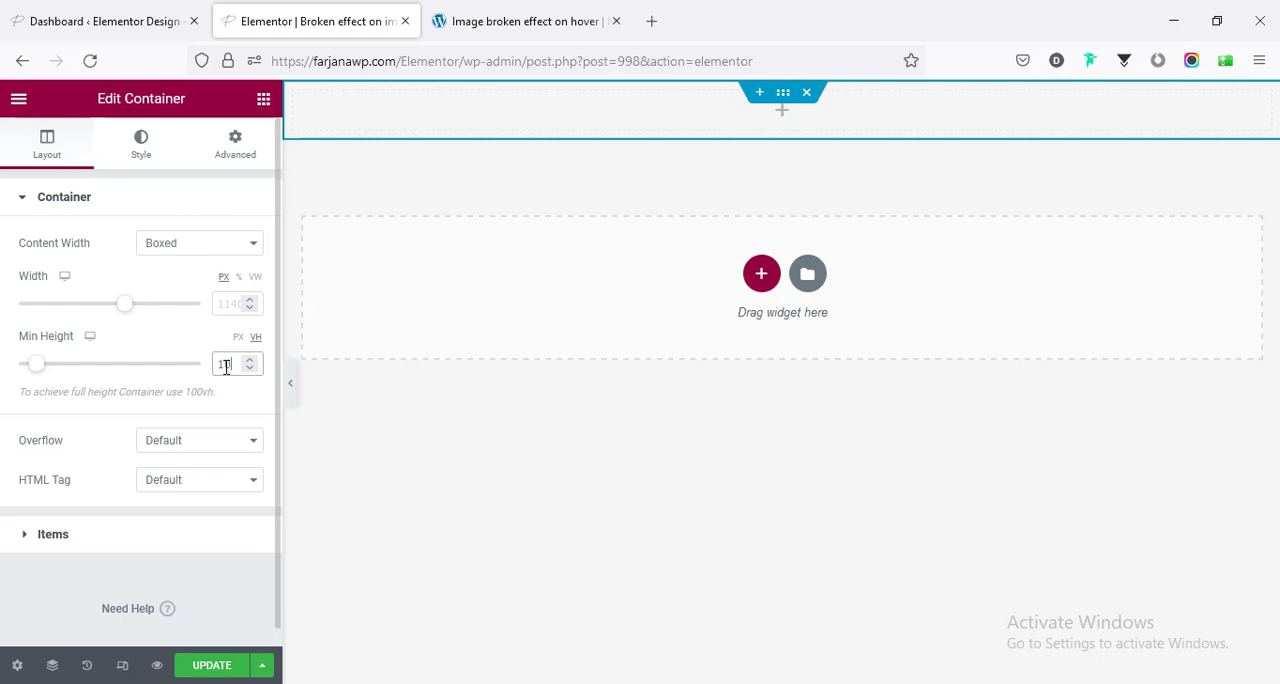 Dashboard ‹ Elementor Design -
Elementor | Broken effect on im
Image broken effect on hover |
https://farjanawp.com/Elementor/wp-admin/post.php?post=998&action=elementor
Edit Container
Layout
Style
Advanced
Container
Content Width
Boxed
Width
PX % VW
1140
Min Height
PX VH
10
To achieve full height Container use 100vh.
Overflow
Default
HTML Tag
Default
Items
Need Help ?
UPDATE
Drag widget here
Activate Windows
Go to Settings to activate Windows.